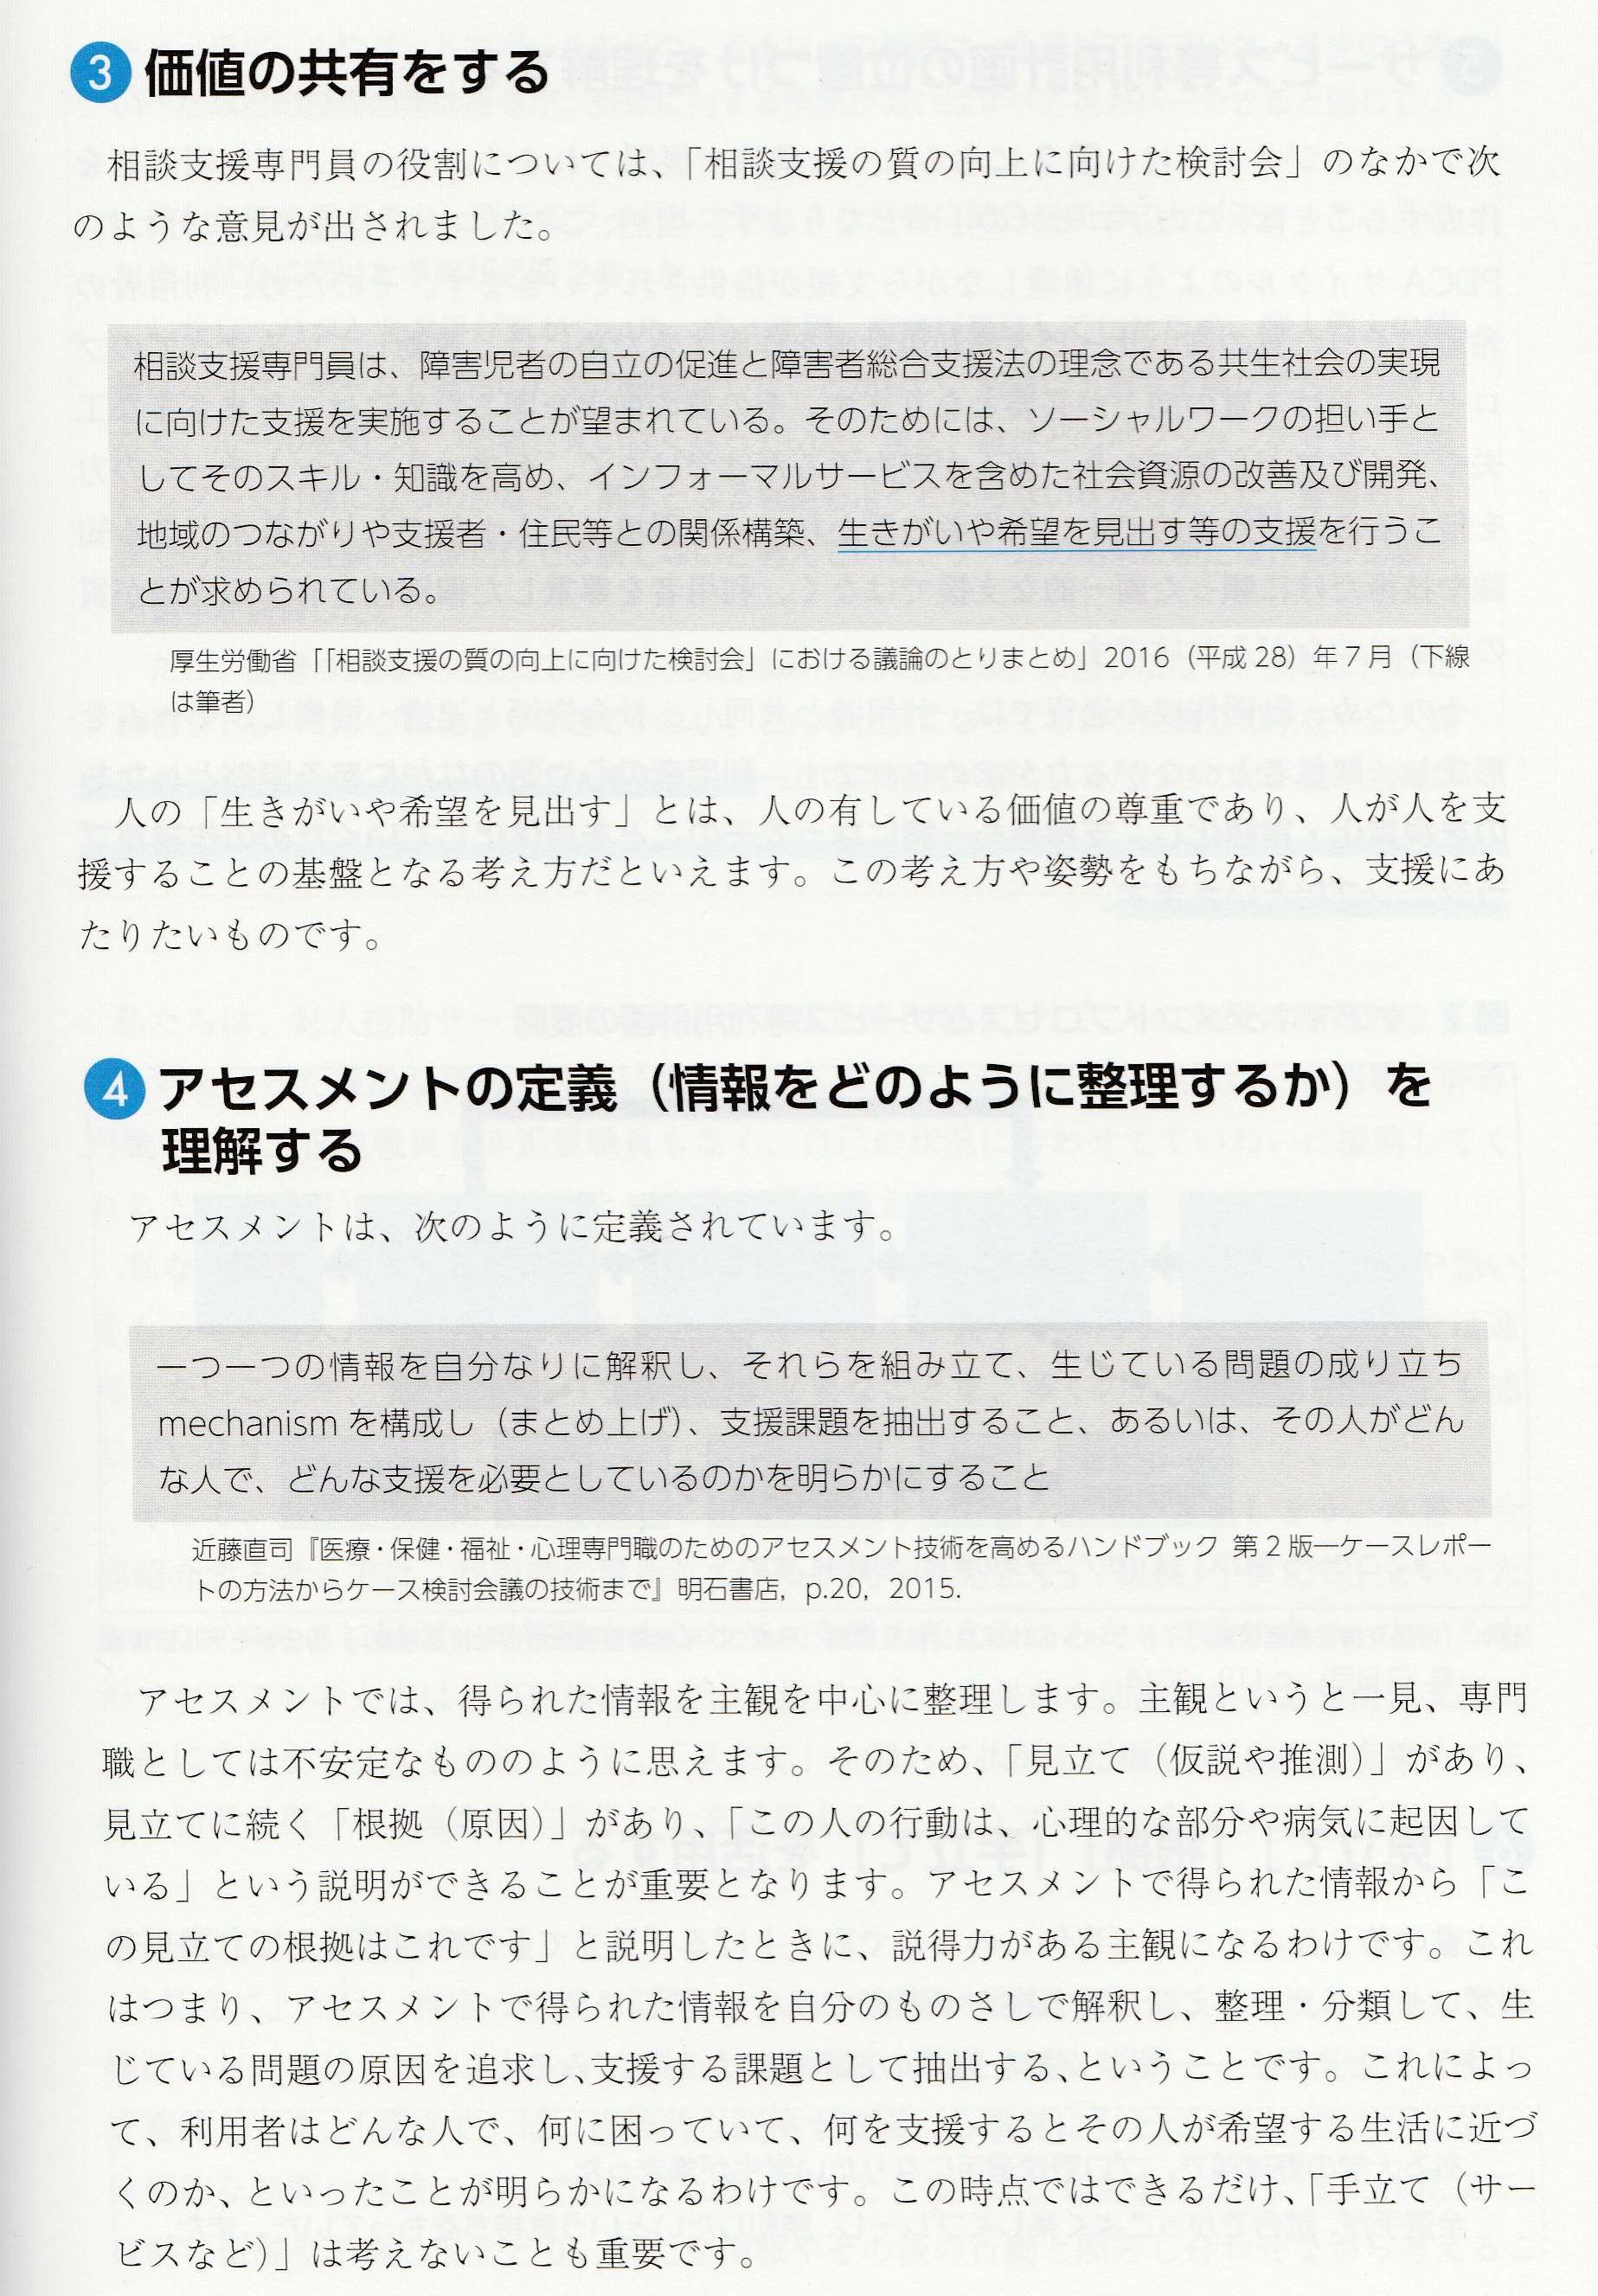 3 価値の共有をする
相談支援専門員の役割については、「相談支援の質の向上に向けた検討会」のなかで次
のような意見が出されました。
相談支援専門員は、障害児者の自立の促進と障害者総合支援法の理念である共生社会の実現
に向けた支援を実施することが望まれている。そのためには、ソーシャルワークの担い手と
してそのスキル・知識を高め、インフォーマルサービスを含めた社会資源の改善及び開発、
地域のつながりや支援者・住民等との関係構築、生きがいや希望を見出す等の支援を行うこ
とが求められている。
厚生労働省「「相談支援の質の向上に向けた検討会」における議論のとりまとめ」2016（平成28）年7月（下線
は筆者）
人の「生きがいや希望を見出す」とは、人の有している価値の尊重であり、人が人を支
援することの基盤となる考え方だといえます。この考え方や姿勢をもちながら、支援にあ
たりたいものです。
4 アセスメントの定義（情報をどのように整理するか）を
理解する
アセスメントは、次のように定義されています。
一つ一つの情報を自分なりに解釈し、それらを組み立て、生じている問題の成り立ち
mechanism を構成し（まとめ上げ）、支援課題を抽出すること、あるいは、その人がどん
な人で、どんな支援を必要としているのかを明らかにすること
近藤直司『医療・保健・福祉・心理専門職のためのアセスメント技術を高めるハンドブック 第2版―ケースレポー
トの方法からケース検討会議の技術まで』明石書店，p.20，2015.
アセスメントでは、得られた情報を主観を中心に整理します。主観というと一見、専門
職としては不安定なもののように思えます。そのため、「見立て（仮説や推測）」があり、
見立てに続く「根拠（原因）」があり、「この人の行動は、心理的な部分や病気に起因して
いる」という説明ができることが重要となります。アセスメントで得られた情報から「こ
の見立ての根拠はこれです」と説明したときに、説得力がある主観になるわけです。これ
はつまり、アセスメントで得られた情報を自分のものさしで解釈し、整理・分類して、生
じている問題の原因を追求し、支援する課題として抽出する、ということです。これによっ
て、利用者はどんな人で、何に困っていて、何を支援するとその人が希望する生活に近づ
くのか、といったことが明らかになるわけです。この時点ではできるだけ、「手立て（サー
ビスなど）」は考えないことも重要です。